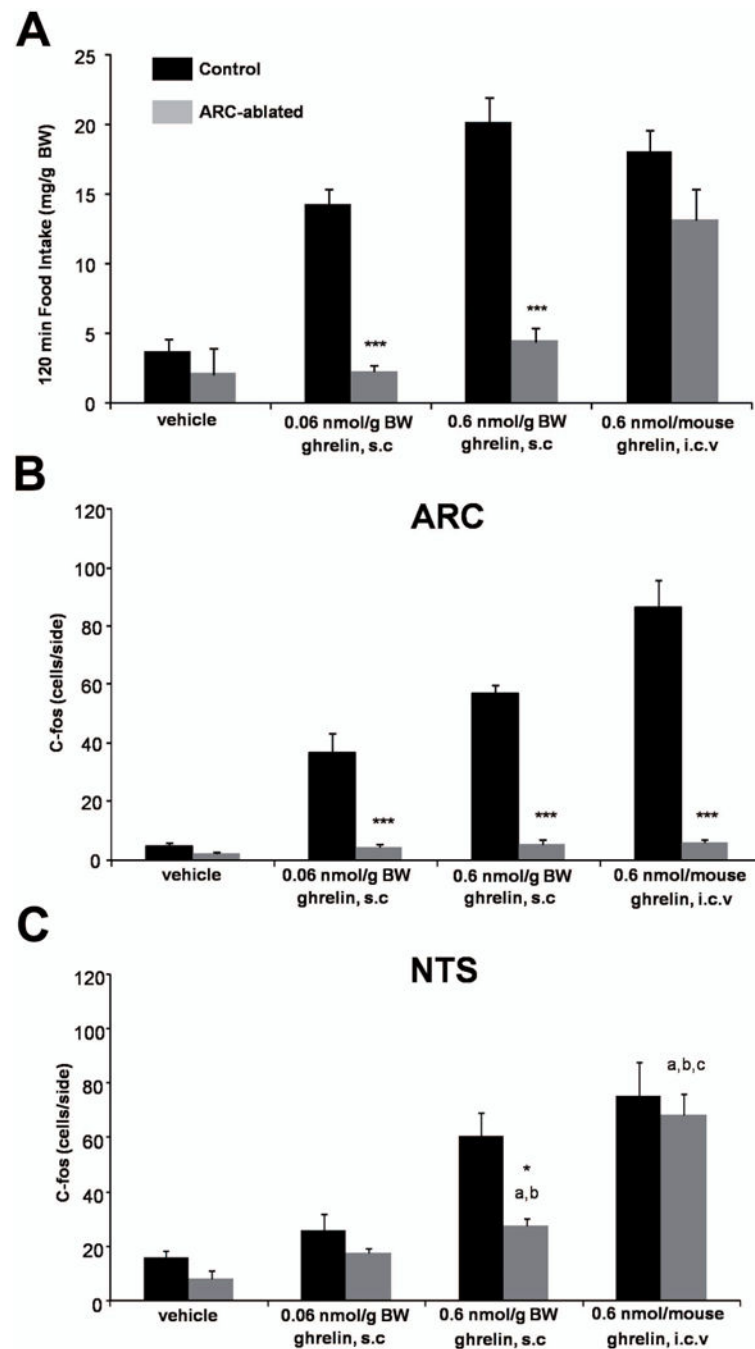 A
25
20
15
10
5
0
120 min Food Intake (mg/g BW)
Control
ARC-ablated
***
***
vehicle
0.06 nmol/g BW
ghrelin, s.c
0.6 nmol/g BW
ghrelin, s.c
0.6 nmol/mouse
ghrelin, i.c.v
B
ARC
120
100
80
60
40
20
0
C-fos (cells/side)
***
***
***
vehicle
0.06 nmol/g BW
ghrelin, s.c
0.6 nmol/g BW
ghrelin, s.c
0.6 nmol/mouse
ghrelin, i.c.v
C
NTS
120
100
80
60
40
20
0
C-fos (cells/side)
*
a,b
a,b,c
vehicle
0.06 nmol/g BW
ghrelin, s.c
0.6 nmol/g BW
ghrelin, s.c
0.6 nmol/mouse
ghrelin, i.c.v